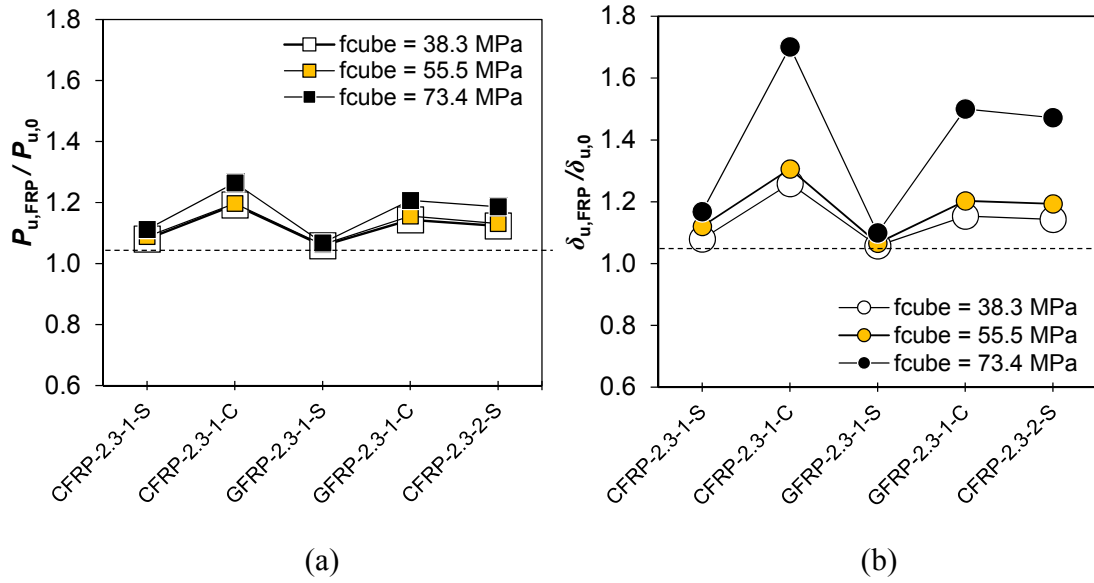 1.8
1.6
1.4
1.2
1.0
0.8
0.6
P u,FRP / P u,0
fcube = 38.3 MPa
fcube = 55.5 MPa
fcube = 73.4 MPa
CFRP-2.3-1-S
CFRP-2.3-1-C
GFRP-2.3-1-S
GFRP-2.3-1-C
CFRP-2.3-2-S
(a)
1.8
1.6
1.4
1.2
1.0
0.8
0.6
δu,FRP /δu,0
fcube = 38.3 MPa
fcube = 55.5 MPa
fcube = 73.4 MPa
CFRP-2.3-1-S
CFRP-2.3-1-C
GFRP-2.3-1-S
GFRP-2.3-1-C
CFRP-2.3-2-S
(b)